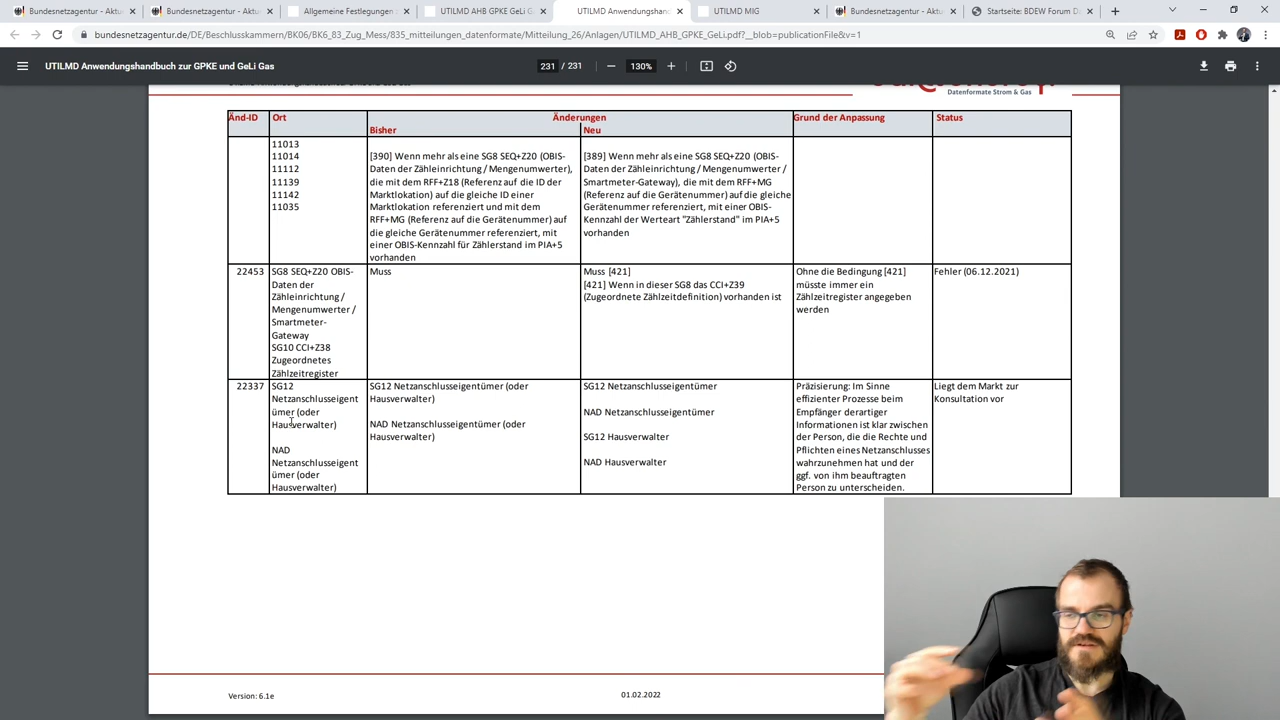 Bundesnetzagentur - Aktu
Bundesnetzagentur - Aktu
Allgemeine Festlegungen
UTILMD AHB GPKE GeLi G
UTILMD Anwendungshand
UTILMD MIG
Bundesnetzagentur - Aktu
Startseite: BDEW Forum D
bundesnetzagentur.de/DE/Beschlusskammern/BK06/BK6_83_Zug_Mess/835_mitteilungen_datenformate/Mitteilung_26/Anlagen/UTILMD_AHB_GPKE_GeLi.pdf?__blob=publicationFile&v=1
UTILMD Anwendungshandbuch zur GPKE und GeLi Gas
231 / 231
130%
Datenformate Strom & Gas
Änd-ID
Ort
Änderungen
Grund der Anpassung
Status
Bisher
Neu
11013
11014
11112
11139
11142
11035
[390] Wenn mehr als eine SG8 SEQ+Z20 (OBIS-
Daten der Zähleinrichtung / Mengenumwerter),
die mit dem RFF+Z18 (Referenz auf die ID der
Marktlokation) auf die gleiche ID einer
Marktlokation referenziert und mit dem
RFF+MG (Referenz auf die Gerätenummer) auf
die gleiche Gerätenummer referenziert, mit
einer OBIS-Kennzahl für Zählerstand im PIA+5
vorhanden
[389] Wenn mehr als eine SG8 SEQ+Z20 (OBIS-
Daten der Zähleinrichtung / Mengenumwerter /
Smartmeter-Gateway), die mit dem RFF+MG
(Referenz auf die Gerätenummer) auf die gleiche
Gerätenummer referenziert, mit einer OBIS-
Kennzahl der Werteart "Zählerstand" im PIA+5
vorhanden
22453
SG8 SEQ+Z20 OBIS-
Daten der
Zähleinrichtung /
Mengenumwerter /
Smartmeter-
Gateway
SG10 CCI+Z38
Zugeordnetes
Zählzeitregister
Muss
Muss [421]
[421] Wenn in dieser SG8 das CCI+Z39
(Zugeordnete Zählzeitdefinition) vorhanden ist
Ohne die Bedingung [421]
müsste immer ein
Zählzeitregister angegeben
werden
Fehler (06.12.2021)
22337
SG12
Netzanschlusseigent
ümer (oder
Hausverwalter)
NAD
Netzanschlusseigent
ümer (oder
Hausverwalter)
SG12 Netzanschlusseigentümer (oder
Hausverwalter)
NAD Netzanschlusseigentümer (oder
Hausverwalter)
SG12 Netzanschlusseigentümer
NAD Netzanschlusseigentümer
SG12 Hausverwalter
NAD Hausverwalter
Präzisierung: Im Sinne
effizienter Prozesse beim
Empfänger derartiger
Informationen ist klar zwischen
der Person, die die Rechte und
Pflichten eines Netzanschlusses
wahrzunehmen hat und der
ggf. von ihm beauftragten
Person zu unterscheiden.
Liegt dem Markt zur
Konsultation vor
Version: 6.1e
01.02.2022